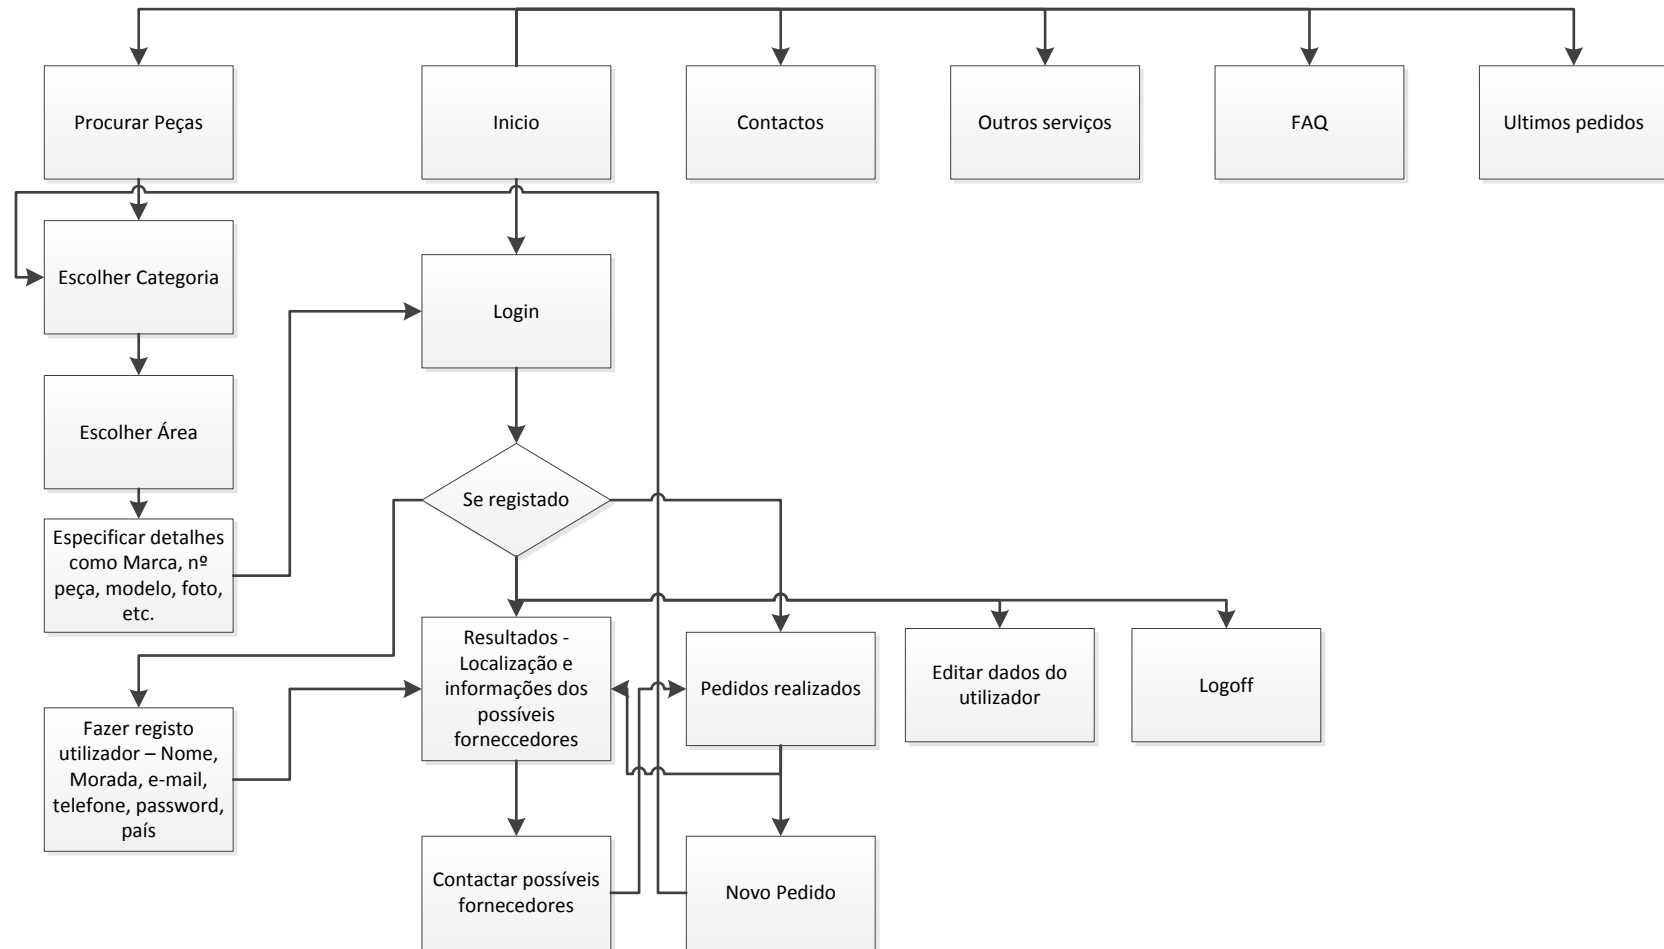 Procurar Peças
Inicio
Contactos
Outros serviços
FAQ
Ultimos pedidos
Escolher Categoria
Login
Escolher Área
Se registado
Especificar detalhes
como Marca, nº
peça, modelo, foto,
etc.
Resultados -
Localização e
informações dos
possíveis
forneccedores
Pedidos realizados
Editar dados do
utilizador
Logoff
Fazer registo
utilizador – Nome,
Morada, e-mail,
telefone, password,
país
Contactar possíveis
fornecedores
Novo Pedido